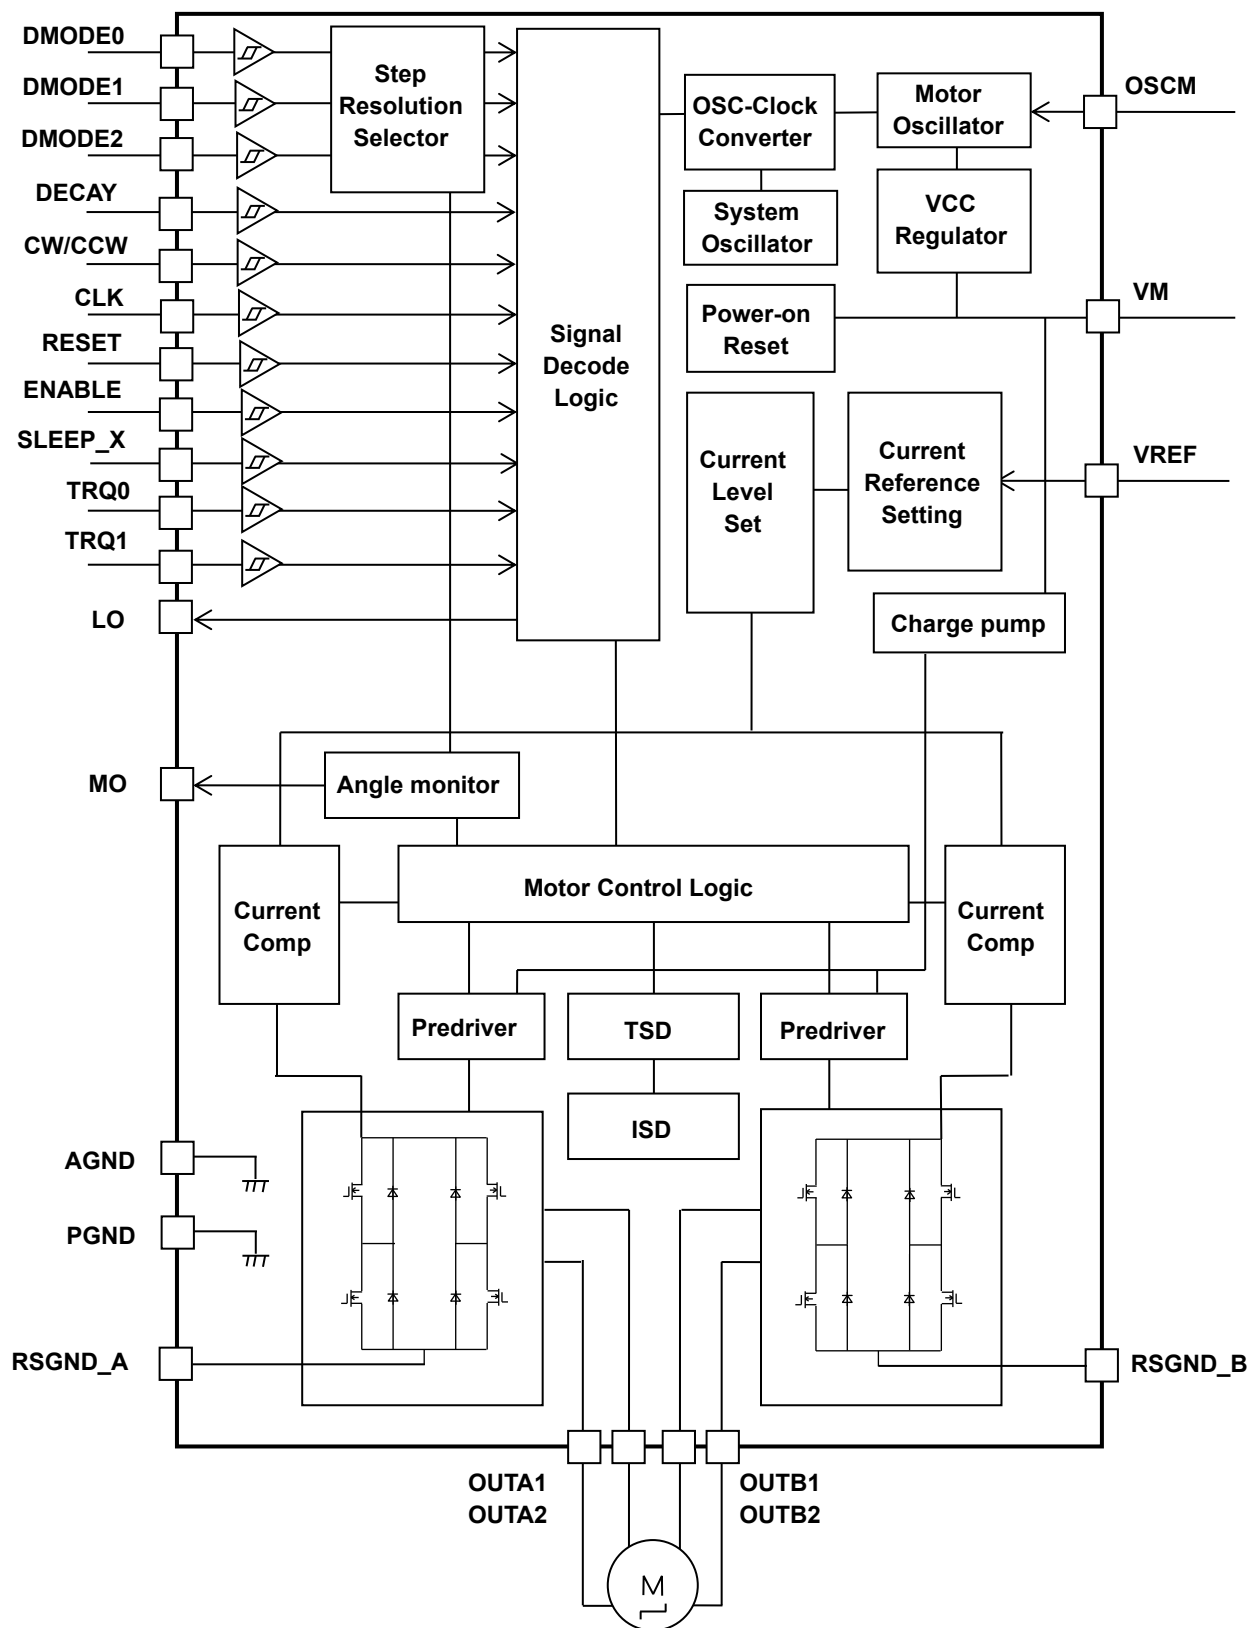 DMODE0
DMODE1
DMODE2
DECAY
CW/CCW
CLK
RESET
ENABLE
SLEEP_X
TRQ0
TRQ1
LO
MO
AGND
PGND
RSGND_A
Step
Resolution
Selector
Signal
Decode
Logic
OSC-Clock
Converter
Motor
Oscillator
System
Oscillator
VCC
Regulator
Power-on
Reset
Current
Level
Set
Current
Reference
Setting
Charge pump
OSCM
VM
VREF
Angle monitor
Motor Control Logic
Current
Comp
Current
Comp
Predriver
TSD
Predriver
ISD
RSGND_B
OUTA1
OUTA2
OUTB1
OUTB2
M